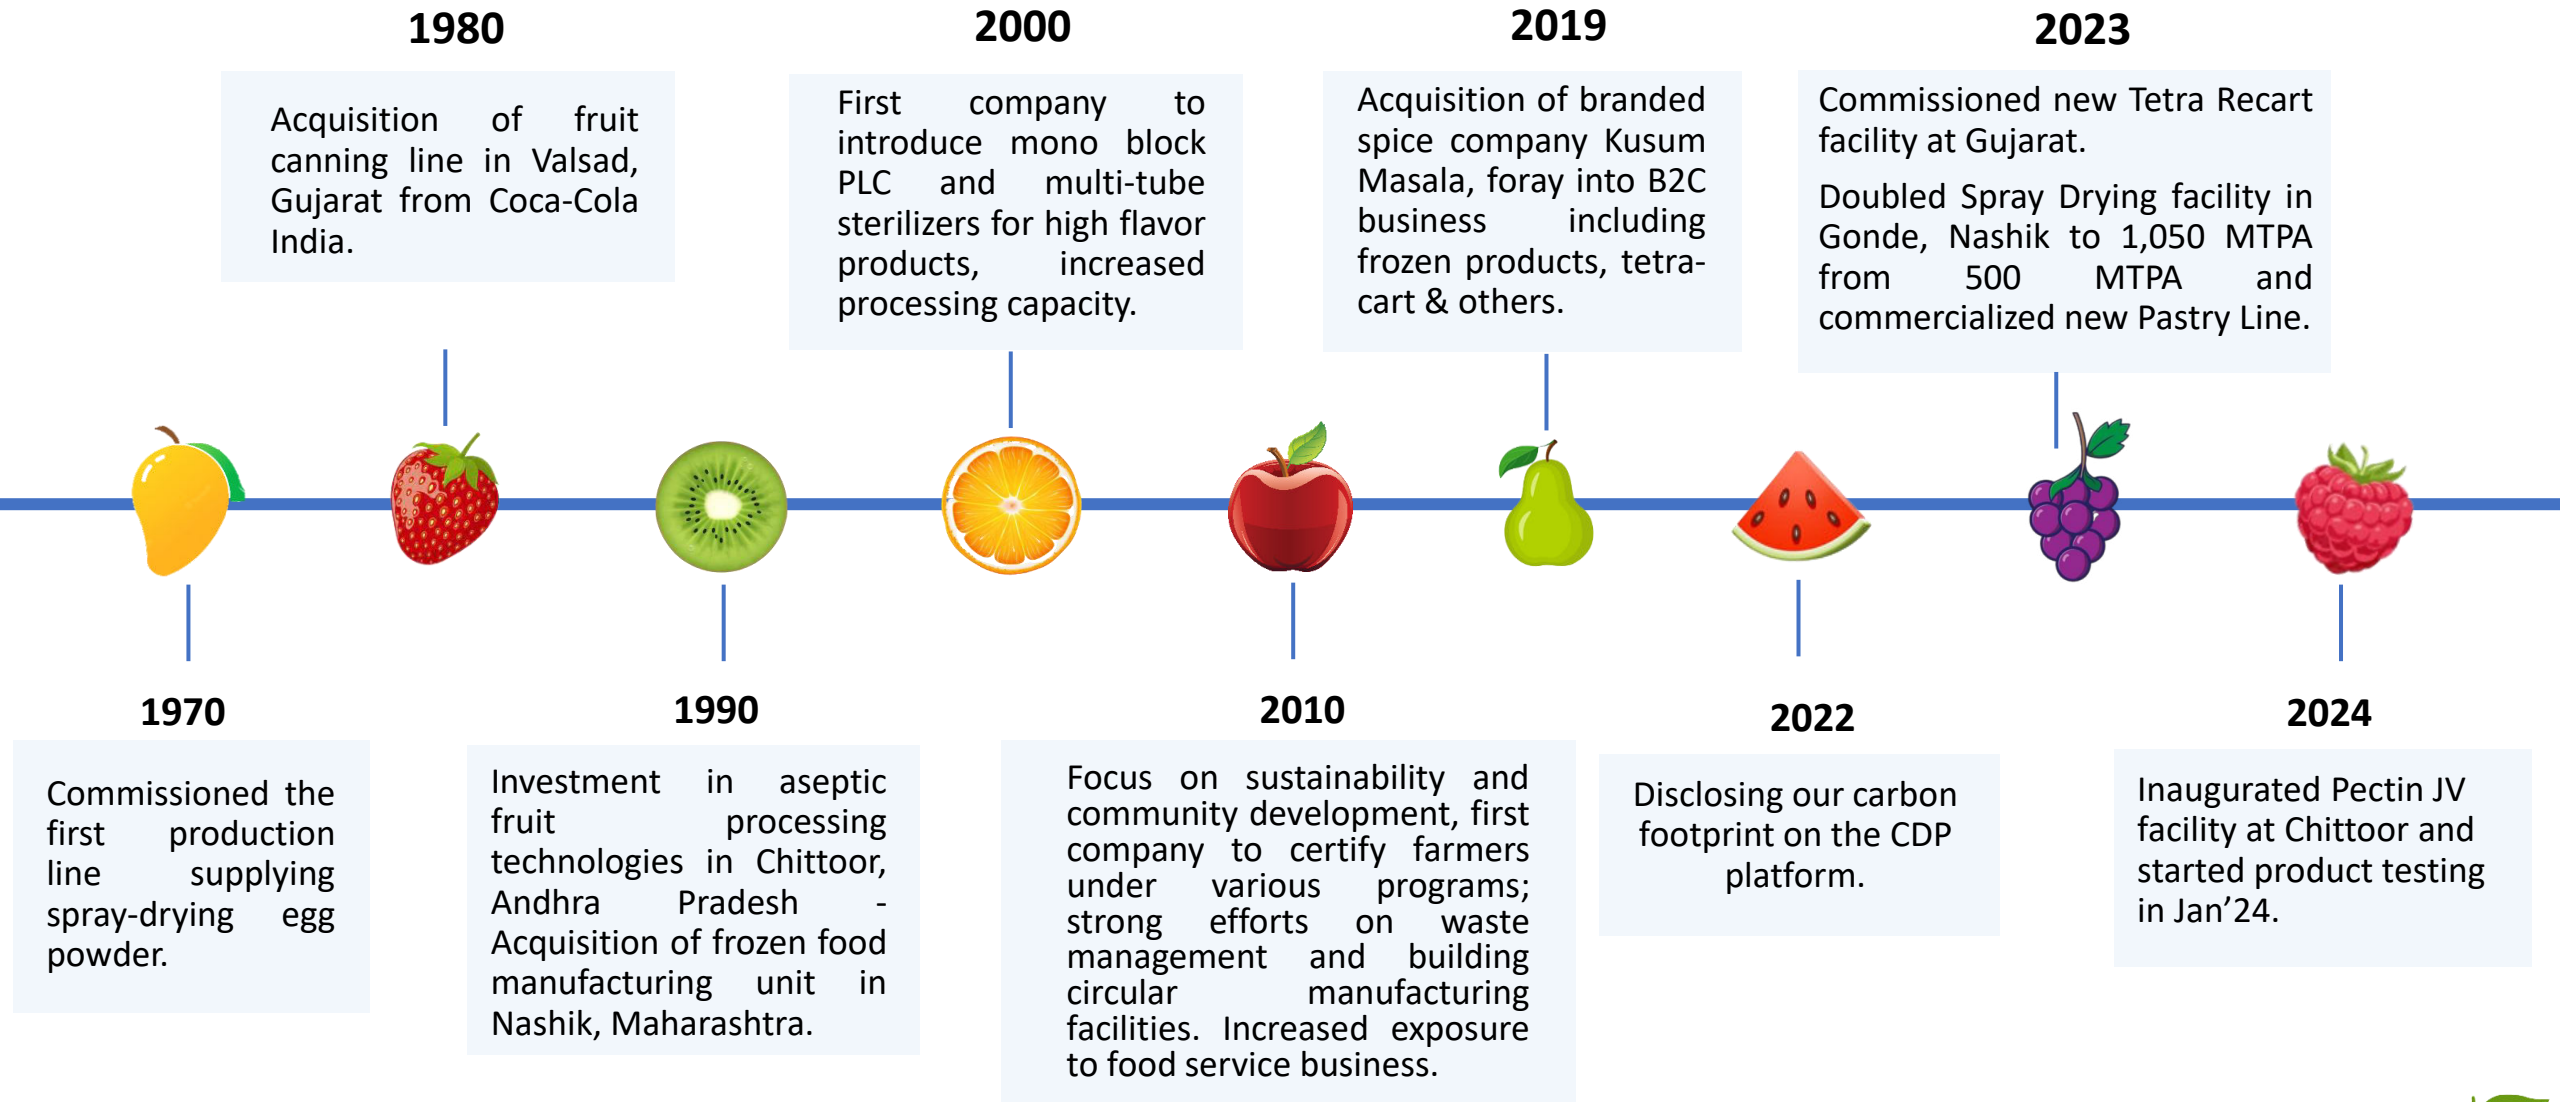 1980
Acquisition of fruit
canning line in Valsad,
Gujarat from Coca-Cola
India.
2000
First company to
introduce mono block
PLC and multi-tube
sterilizers for high flavor
products, increased
processing capacity.
2019
Acquisition of branded
spice company Kusum
Masala, foray into B2C
business including
frozen products, tetra-
cart & others.
2023
Commissioned new Tetra Recart
facility at Gujarat.
Doubled Spray Drying facility in
Gonde, Nashik to 1,050 MTPA
from 500 MTPA and
commercialized new Pastry Line.
1970
Commissioned the
first production
line supplying
spray-drying egg
powder.
1990
Investment in aseptic
fruit processing
technologies in Chittoor,
Andhra Pradesh -
Acquisition of frozen food
manufacturing unit in
Nashik, Maharashtra.
2010
Focus on sustainability and
community development, first
company to certify farmers
under various programs;
strong efforts on waste
management and building
circular manufacturing
facilities. Increased exposure
to food service business.
2022
Disclosing our carbon
footprint on the CDP
platform.
2024
Inaugurated Pectin JV
facility at Chittoor and
started product testing
in Jan’24.